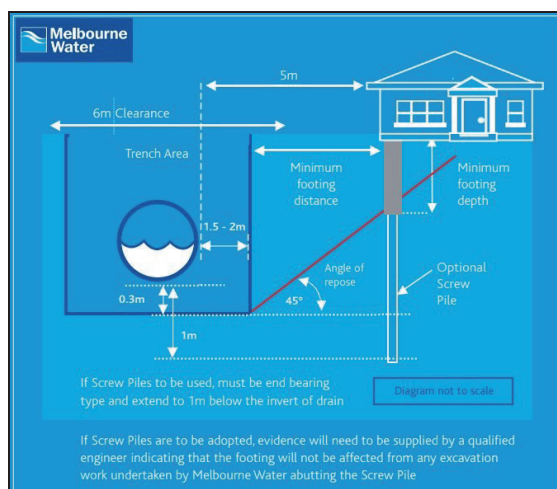 Melbourne
Water
5m
6m Clearance
Trench Area
Minimum
footing
distance
Minimum
footing
depth
1.5 - 2m
Angle of
repose
45°
Optional
Screw
Pile
0.3m
1m
If Screw Piles to be used, must be end bearing
type and extend to 1m below the invert of drain
Diagram not to scale
If Screw Piles are to be adopted, evidence will need to be supplied by a qualified
engineer indicating that the footing will not be affected from any excavation
work undertaken by Melbourne Water abutting the Screw Pile